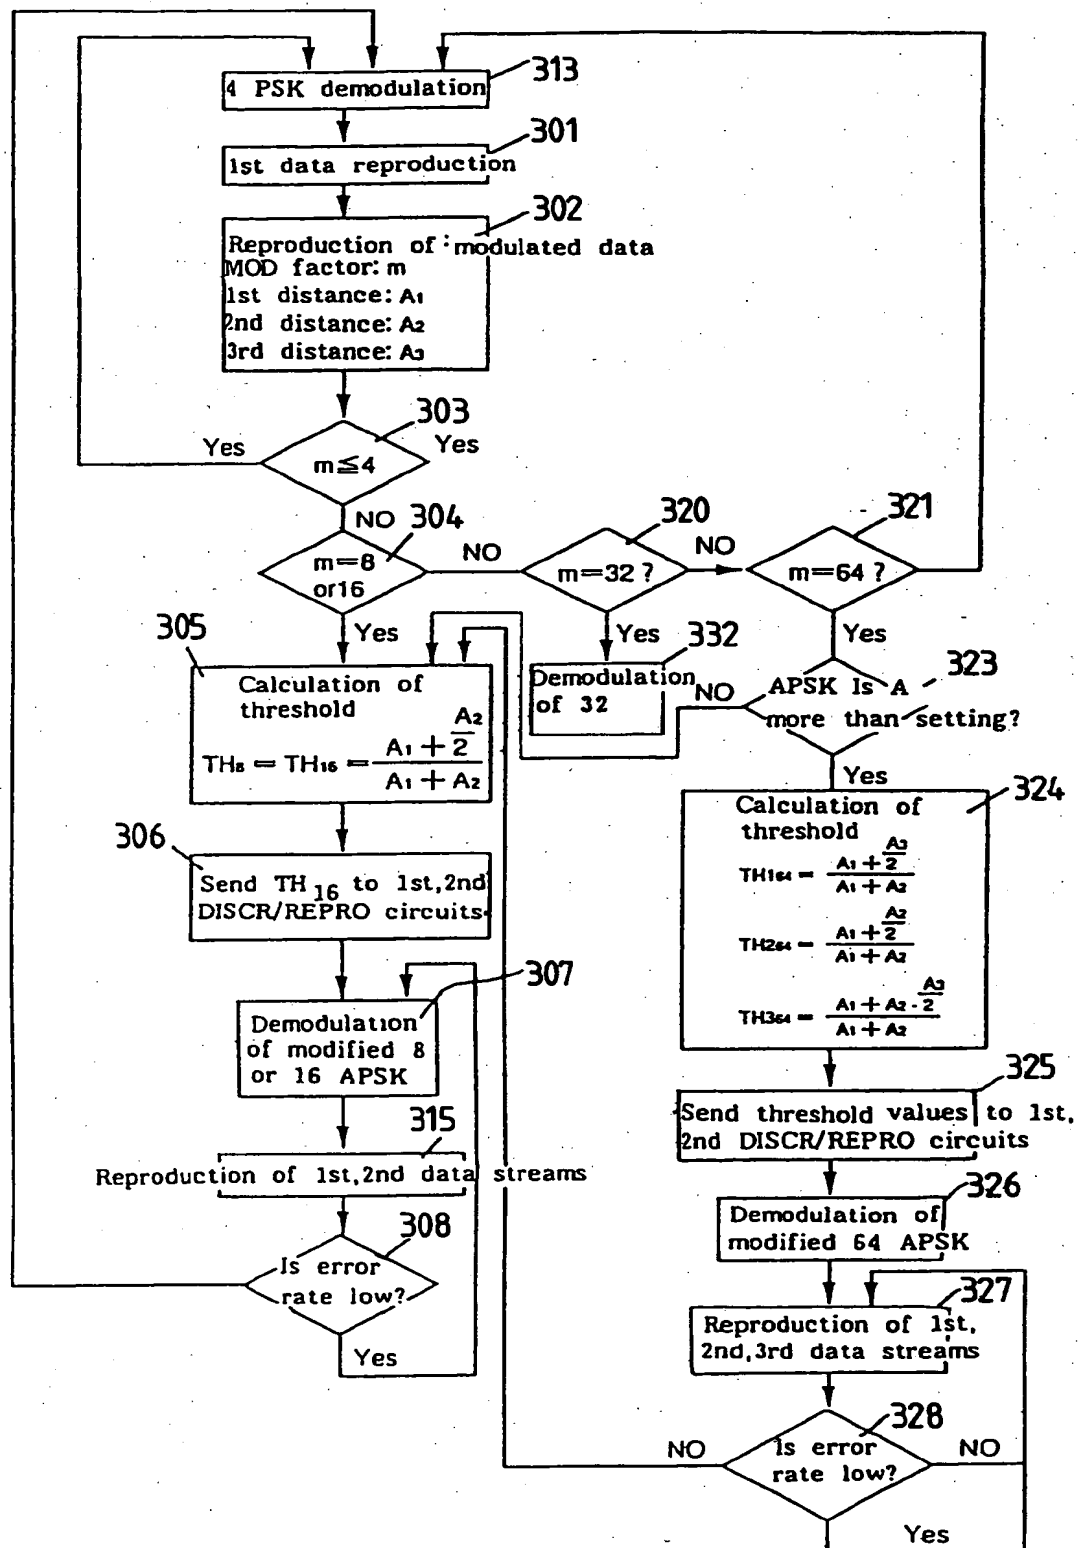 313
4 PSK demodulation
301
1st data reproduction
302
Reproduction of : modulated data
MOD factor: m
1st distance: A1
2nd distance: A2
3rd distance: A3
303
Yes
Yes
m≦4
NO
304
m=8
or16
NO
320
m=32 ?
NO
321
m=64 ?
305
Yes
Yes
332
Yes
323
Calculation of
threshold
TH8 = TH16 = (A1 + A2/2) / (A1 + A2)
Demodulation
of 32
NO
APSK Is A
more than setting?
Yes
324
306
Send TH16 to 1st,2nd
DISCR/REPRO circuits
Calculation of
threshold
TH164 = (A1 + A3/2) / (A1 + A2)
TH264 = (A1 + A2/2) / (A1 + A2)
TH364 = (A1 + A2 - A3/2) / (A1 + A2)
307
Demodulation
of modified 8
or 16 APSK
325
Send threshold values to 1st,
2nd DISCR/REPRO circuits
315
Reproduction of 1st,2nd data streams
326
Demodulation of
modified 64 APSK
308
Is error
rate low?
Yes
327
Reproduction of 1st,
2nd,3rd data streams
328
NO
Is error
rate low?
NO
Yes